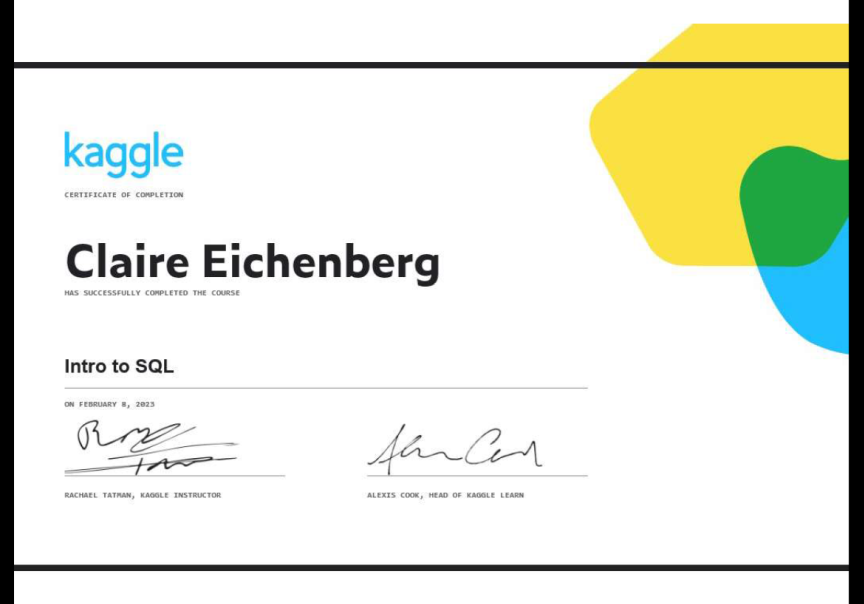 kaggle
CERTIFICATE OF COMPLETION
Claire Eichenberg
HAS SUCCESSFULLY COMPLETED THE COURSE
Intro to SQL
ON FEBRUARY 8, 2023
RACHAEL TATMAN, KAGGLE INSTRUCTOR
ALEXIS COOK, HEAD OF KAGGLE LEARN